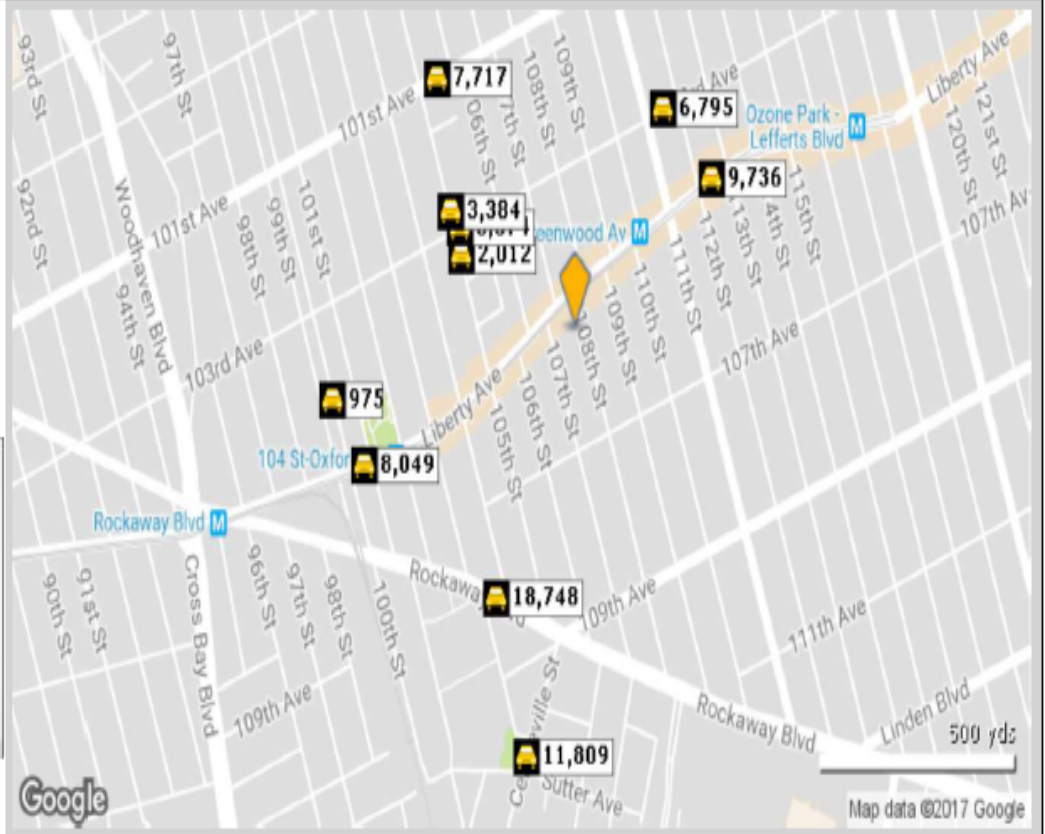 93rd St
97th St
7,717
101st Ave
06th St
7th St
108th St
109th St
6,795
Ozone Park -
Lefferts Blvd
M
Liberty Ave
120th St
121st St
92nd St
Woodhaven Blvd
94th St
101st Ave
98th St
99th St
101st St
3,384
2,012
eenwood Av M
9,736
111th St
112th St
13th St
4th St
115th St
107th Av
103rd Ave
108th St
109th St
110th St
107th Ave
975
Liberty Ave
105th St
106th St
107th St
104 St-Oxfor
8,049
Rockaway Blvd M
90th St
91st St
Cross Bay Blvd
96th St
97th St
98th St
100th St
Rockaw
18,748
109th Ave
111th Ave
109th Ave
Rockaway Blvd
Linden Blvd
500 yds
11,809
Sutter Ave
Google
Map data ©2017 Google